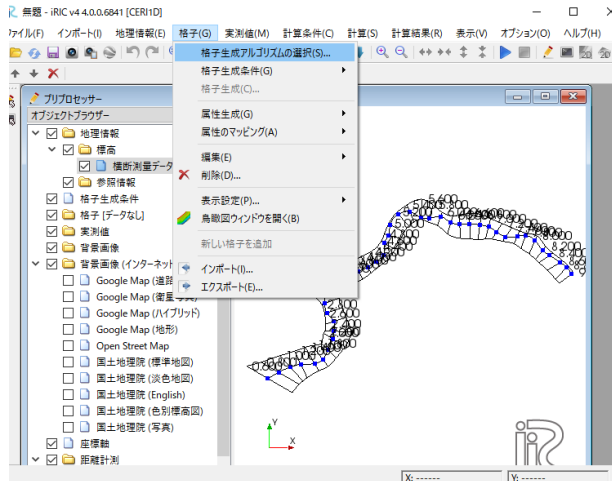 無題 - iRIC v4 4.0.0.6841 [CERI1D]
ファイル(F) インポート(I) 地理情報(E) 格子(G) 実測値(M) 計算条件(C) 計算(S) 計算結果(R) 表示(V) オプション(O) ヘルプ(H)
格子生成アルゴリズムの選択(S)...
格子生成条件(G)
格子生成(C)...
属性生成(G)
属性のマッピング(A)
編集(E)
削除(D)...
表示設定(P)...
鳥瞰図ウィンドウを開く(B)
新しい格子を追加
インポート(I)...
エクスポート(E)...
プリプロセッサー
オブジェクトブラウザー
地理情報
標高
横断測量データ
参照情報
格子生成条件
格子 [データなし]
実測値
背景画像
背景画像 (インターネット
Google Map (道路
Google Map (衛星写真)
Google Map (ハイブリッド)
Google Map (地形)
Open Street Map
国土地理院 (標準地図)
国土地理院 (淡色地図)
国土地理院 (English)
国土地理院 (色別標高図)
国土地理院 (写真)
座標軸
距離計測
5.600
8.200
Y
X
iRIC
X: ------
Y: ------